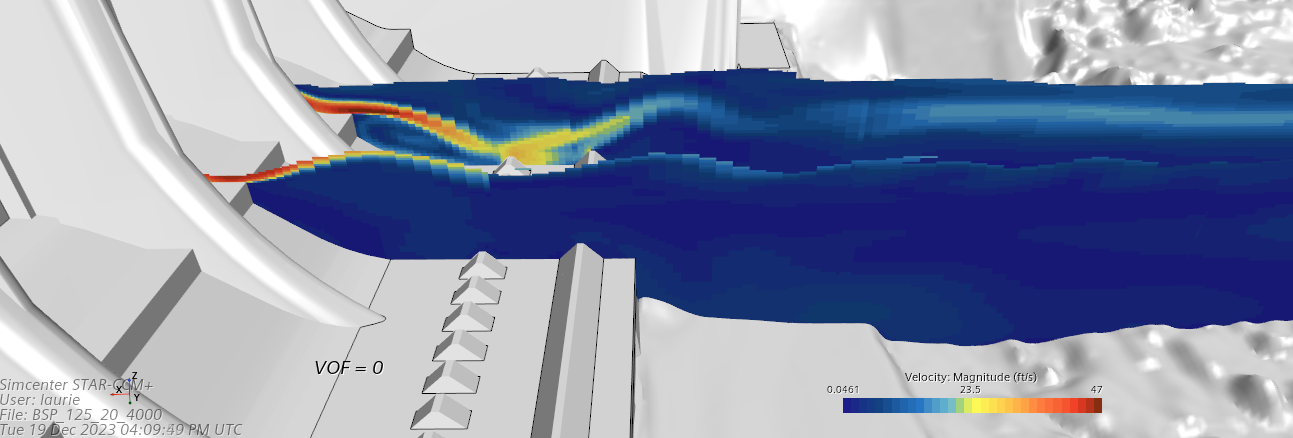 VOF = 0
Z
X
Y
Simcenter STAR-CCM+
User: laurie
File: BSP_125_20_4000
Tue 19 Dec 2023 04:09:49 PM UTC
Velocity: Magnitude (ft/s)
0.0461 23.5 47